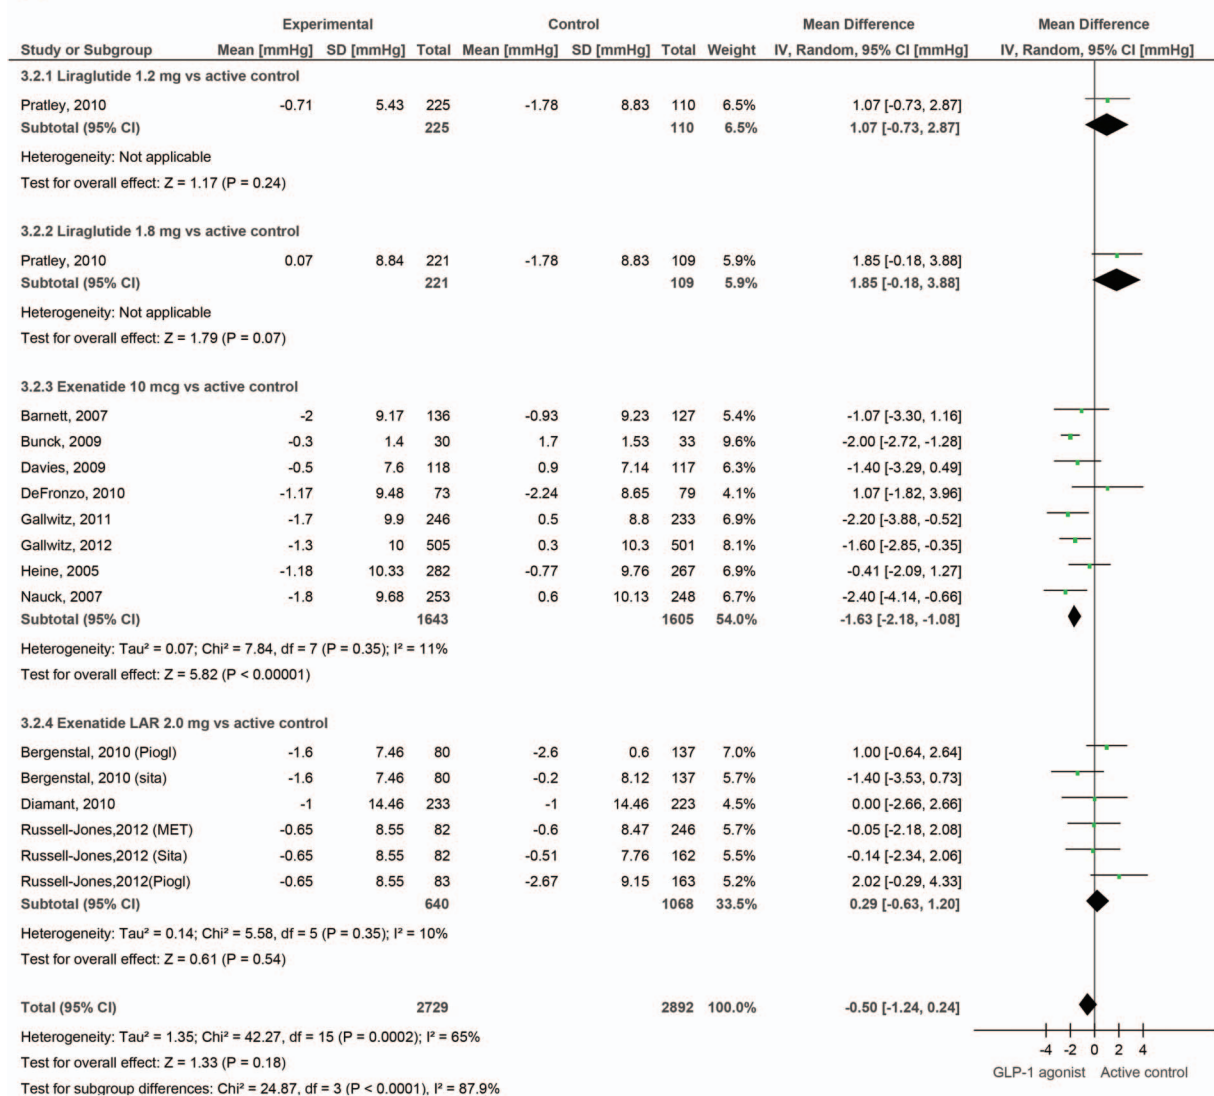 Experimental Control Mean Difference Mean Difference
Study or Subgroup Mean [mmHg] SD [mmHg] Total Mean [mmHg] SD [mmHg] Total Weight IV, Random, 95% CI [mmHg] IV, Random, 95% CI [mmHg]
3.2.1 Liraglutide 1.2 mg vs active control
Pratley, 2010 -0.71 5.43 225 -1.78 8.83 110 6.5% 1.07 [-0.73, 2.87]
Subtotal (95% CI) 225 110 6.5% 1.07 [-0.73, 2.87]
Heterogeneity: Not applicable
Test for overall effect: Z = 1.17 (P = 0.24)
3.2.2 Liraglutide 1.8 mg vs active control
Pratley, 2010 0.07 8.84 221 -1.78 8.83 109 5.9% 1.85 [-0.18, 3.88]
Subtotal (95% CI) 221 109 5.9% 1.85 [-0.18, 3.88]
Heterogeneity: Not applicable
Test for overall effect: Z = 1.79 (P = 0.07)
3.2.3 Exenatide 10 mcg vs active control
Barnett, 2007 -2 9.17 136 -0.93 9.23 127 5.4% -1.07 [-3.30, 1.16]
Bunck, 2009 -0.3 1.4 30 1.7 1.53 33 9.6% -2.00 [-2.72, -1.28]
Davies, 2009 -0.5 7.6 118 0.9 7.14 117 6.3% -1.40 [-3.29, 0.49]
DeFronzo, 2010 -1.17 9.48 73 -2.24 8.65 79 4.1% 1.07 [-1.82, 3.96]
Gallwitz, 2011 -1.7 9.9 246 0.5 8.8 233 6.9% -2.20 [-3.88, -0.52]
Gallwitz, 2012 -1.3 10 505 0.3 10.3 501 8.1% -1.60 [-2.85, -0.35]
Heine, 2005 -1.18 10.33 282 -0.77 9.76 267 6.9% -0.41 [-2.09, 1.27]
Nauck, 2007 -1.8 9.68 253 0.6 10.13 248 6.7% -2.40 [-4.14, -0.66]
Subtotal (95% CI) 1643 1605 54.0% -1.63 [-2.18, -1.08]
Heterogeneity: Tau² = 0.07; Chi² = 7.84, df = 7 (P = 0.35); I² = 11%
Test for overall effect: Z = 5.82 (P < 0.00001)
3.2.4 Exenatide LAR 2.0 mg vs active control
Bergenstal, 2010 (Piogl) -1.6 7.46 80 -2.6 0.6 137 7.0% 1.00 [-0.64, 2.64]
Bergenstal, 2010 (sita) -1.6 7.46 80 -0.2 8.12 137 5.7% -1.40 [-3.53, 0.73]
Diamant, 2010 -1 14.46 233 -1 14.46 223 4.5% 0.00 [-2.66, 2.66]
Russell-Jones,2012 (MET) -0.65 8.55 82 -0.6 8.47 246 5.7% -0.05 [-2.18, 2.08]
Russell-Jones,2012 (Sita) -0.65 8.55 82 -0.51 7.76 162 5.5% -0.14 [-2.34, 2.06]
Russell-Jones,2012(Piogl) -0.65 8.55 83 -2.67 9.15 163 5.2% 2.02 [-0.29, 4.33]
Subtotal (95% CI) 640 1068 33.5% 0.29 [-0.63, 1.20]
Heterogeneity: Tau² = 0.14; Chi² = 5.58, df = 5 (P = 0.35); I² = 10%
Test for overall effect: Z = 0.61 (P = 0.54)
Total (95% CI) 2729 2892 100.0% -0.50 [-1.24, 0.24]
Heterogeneity: Tau² = 1.35; Chi² = 42.27, df = 15 (P = 0.0002); I² = 65%
Test for overall effect: Z = 1.33 (P = 0.18)
Test for subgroup differences: Chi² = 24.87, df = 3 (P < 0.0001), I² = 87.9%
-4 -2 0 2 4
GLP-1 agonist Active control